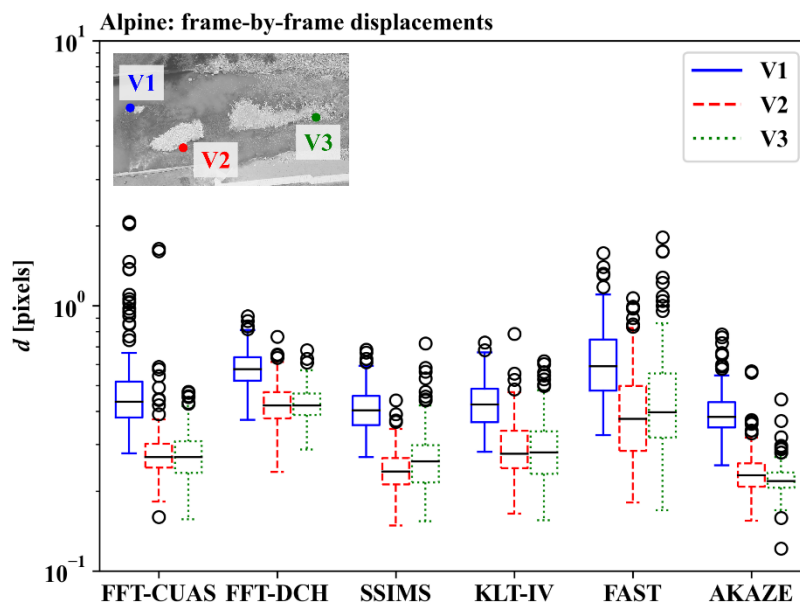 Alpine: frame-by-frame displacements
10¹
10⁰
10⁻¹
d [pixels]
V1
V2
V3
V1
V2
V3
FFT-CUAS FFT-DCH SSIMS KLT-IV FAST AKAZE